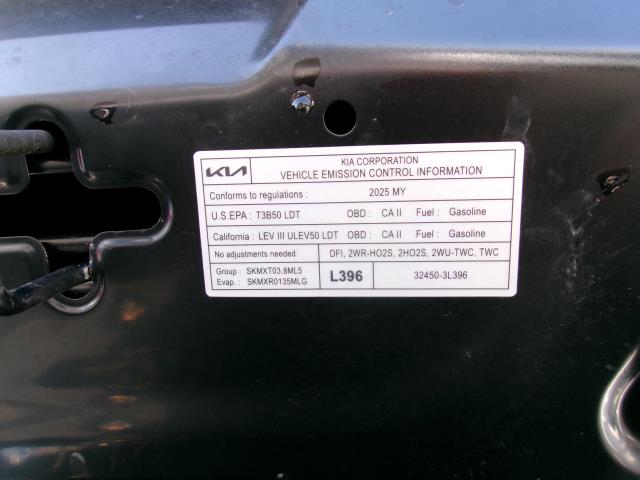 KIA
KIA CORPORATION
VEHICLE EMISSION CONTROL INFORMATION
Conforms to regulations : 2025 MY
U.S.EPA : T3B50 LDT OBD : CA II Fuel : Gasoline
California : LEV III ULEV50 LDT OBD : CA II Fuel : Gasoline
No adjustments needed. DFI, 2WR-HO2S, 2HO2S, 2WU-TWC, TWC
Group : SKMXT03.8ML5
Evap. : SKMXR0135MLG
L396
32450-3L396